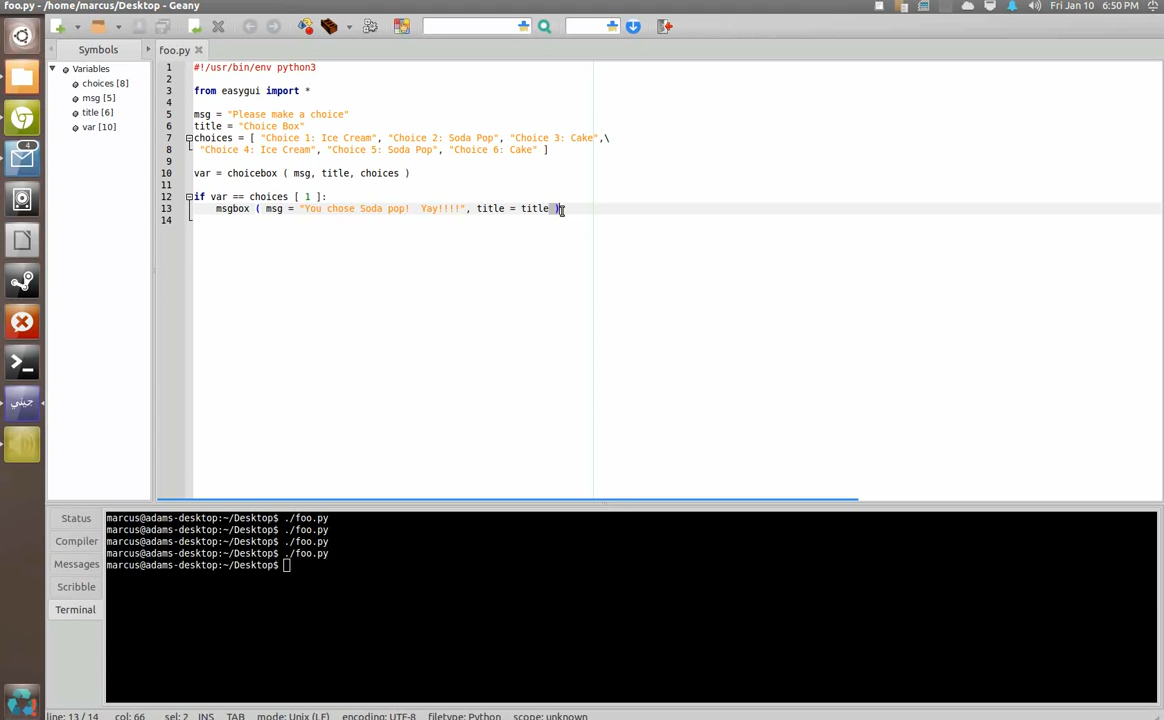 foo.py - /home/marcus/Desktop - Geany
Fri Jan 10 6:50 PM
Symbols
foo.py
Variables
choices [8]
msg [5]
title [6]
var [10]
1 #!/usr/bin/env python3
2
3 from easygui import *
4
5 msg = "Please make a choice"
6 title = "Choice Box"
7 choices = [ "Choice 1: Ice Cream", "Choice 2: Soda Pop", "Choice 3: Cake",\
8 "Choice 4: Ice Cream", "Choice 5: Soda Pop", "Choice 6: Cake" ]
9
10 var = choicebox ( msg, title, choices )
11
12 if var == choices [ 1 ]:
13 msgbox ( msg = "You chose Soda pop!  Yay!!!!", title = title )
14
4
جيني
Status
Compiler
Messages
Scribble
Terminal
marcus@adams-desktop:~/Desktop$ ./foo.py
marcus@adams-desktop:~/Desktop$ ./foo.py
marcus@adams-desktop:~/Desktop$ ./foo.py
marcus@adams-desktop:~/Desktop$ ./foo.py
marcus@adams-desktop:~/Desktop$
line: 13 / 14 col: 66 sel: 2 INS TAB mode: Unix (LF) encoding: UTF-8 filetype: Python scope: unknown